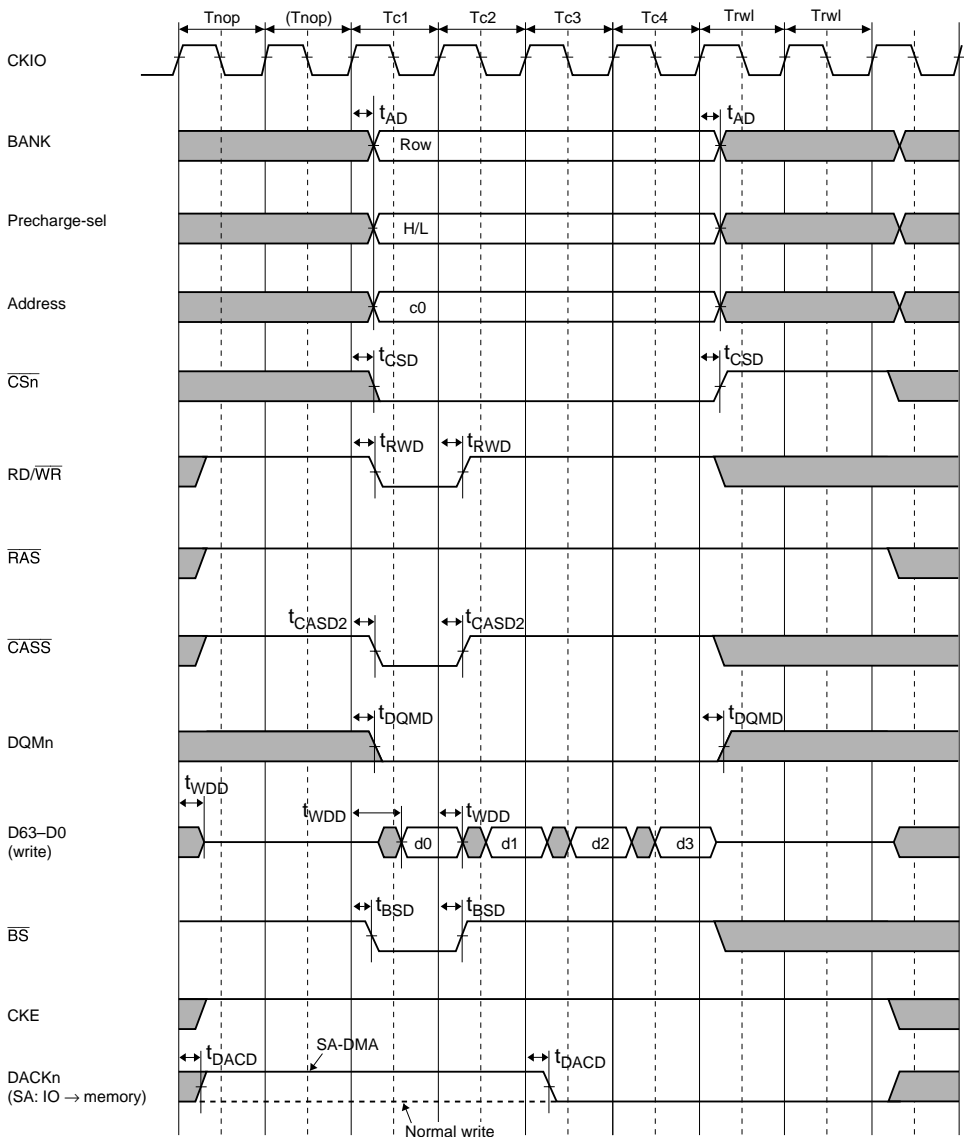 Tnop (Tnop) Tc1 Tc2 Tc3 Tc4 Trwl Trwl
CKIO
tAD tAD
BANK Row
Precharge-sel H/L
Address c0
tCSD tCSD
CSn
tRWD tRWD
RD/WR
RAS
tCASD2 tCASD2
CASS
tDQMD tDQMD
DQMn
tWDD tWDD tWDD
D63–D0
(write) d0 d1 d2 d3
tBSD tBSD
BS
CKE
SA-DMA
tDACD tDACD
DACKn
(SA: IO → memory)
Normal write